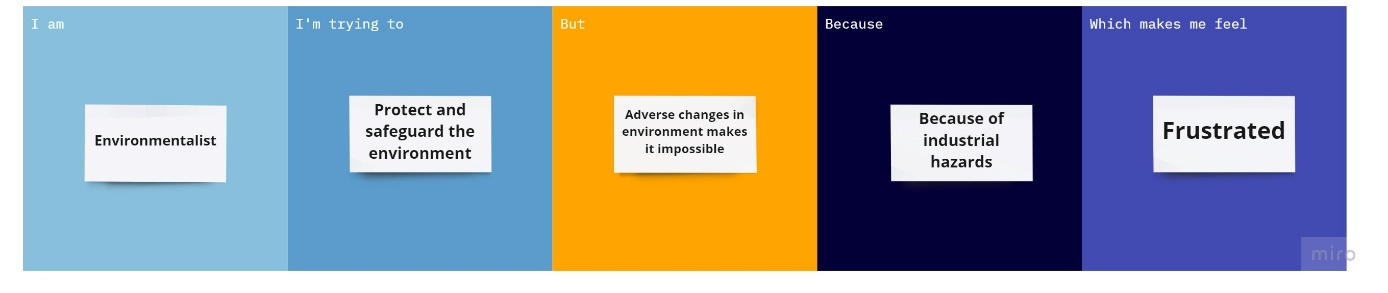 I am
I'm trying to
But
Because
Which makes me feel
Environmentalist
Protect and
safeguard the
environment
Adverse changes in
environment makes
it impossible
Because of
industrial
hazards
Frustrated
miro